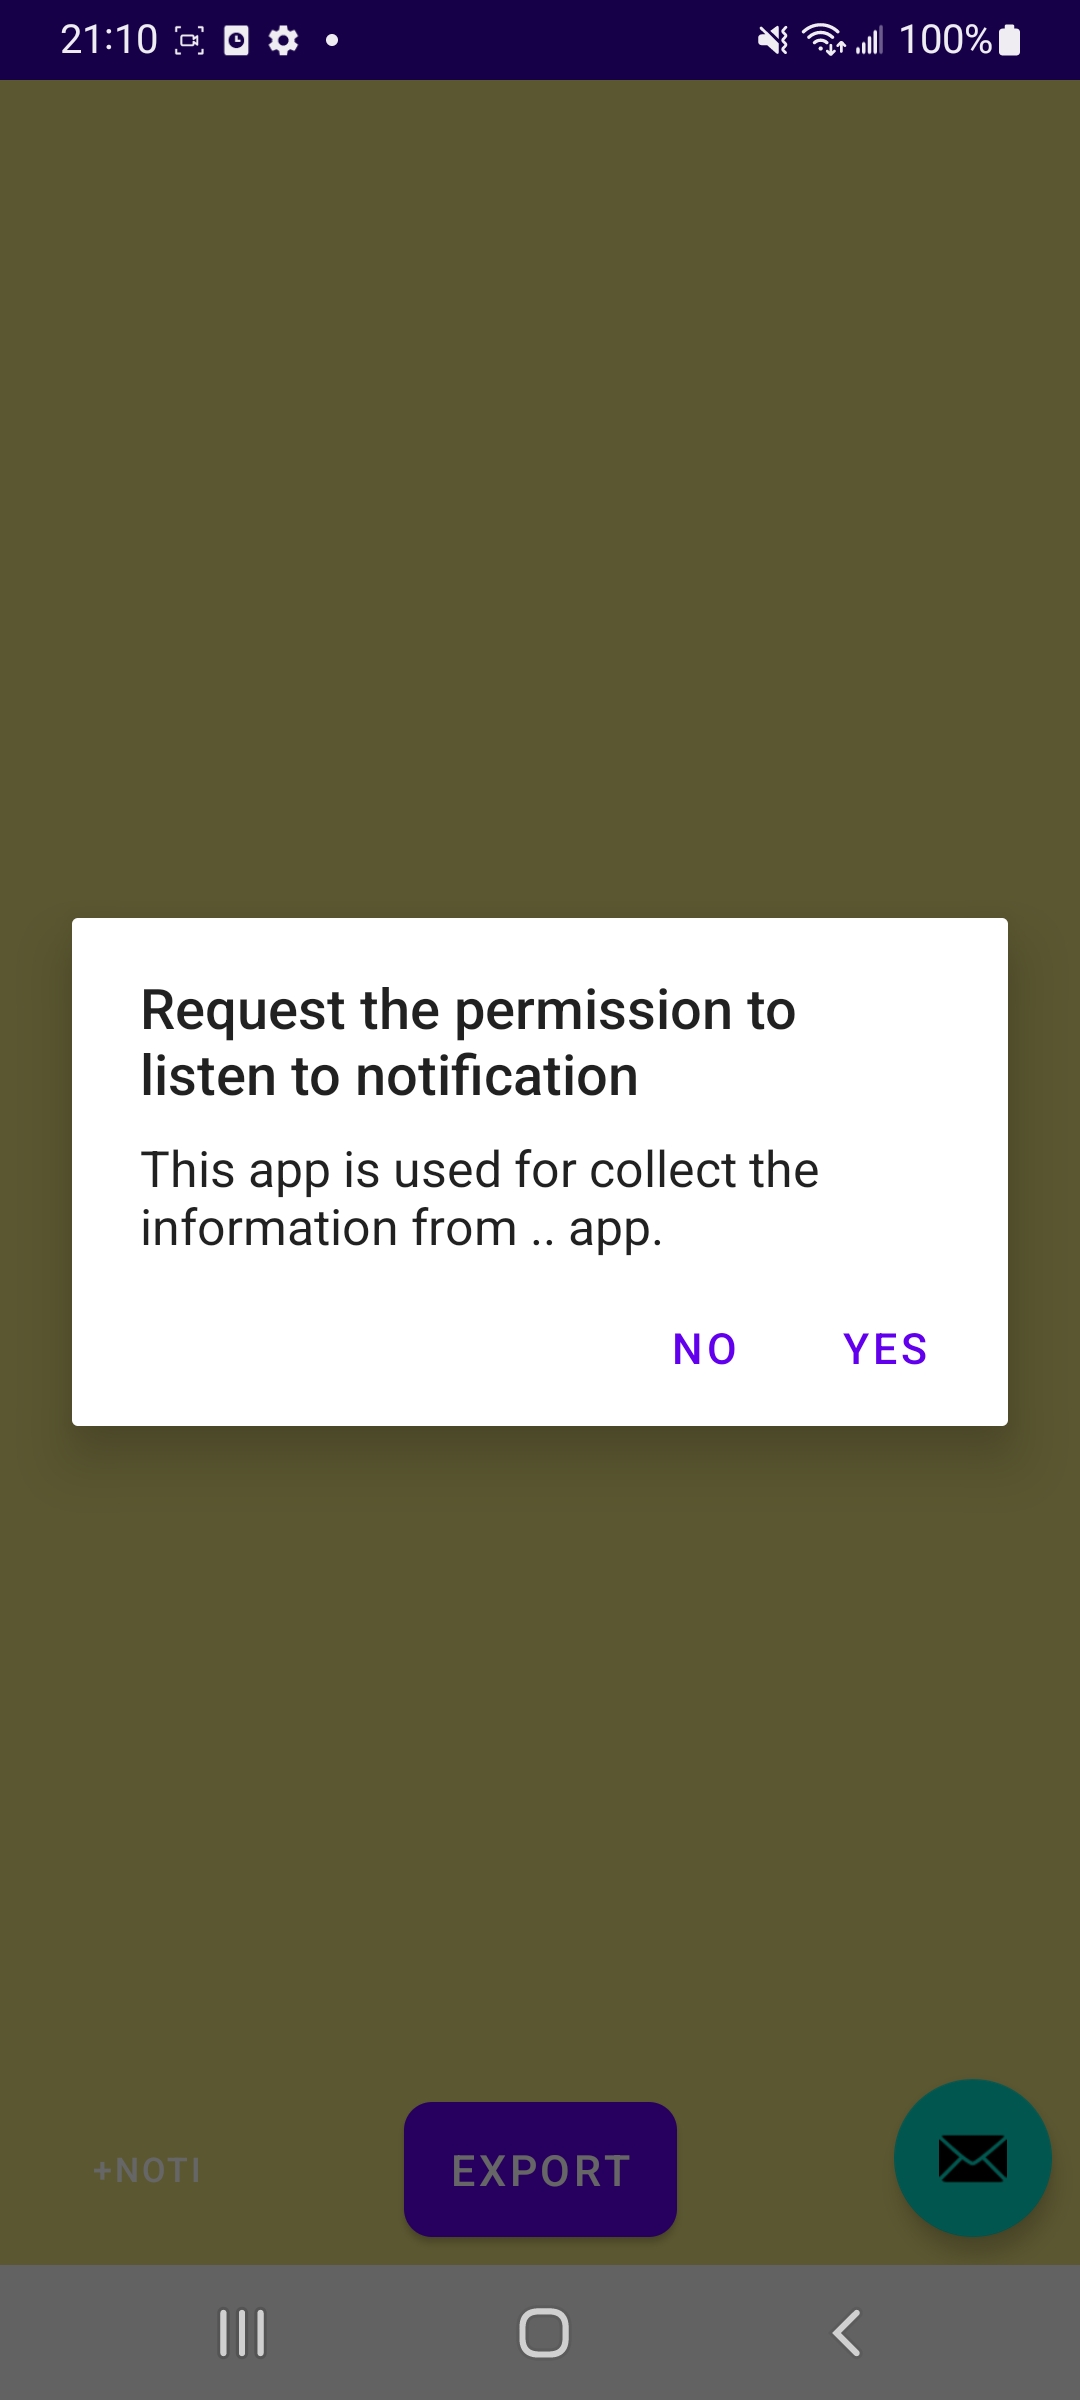 21:10
100%
Request the permission to
listen to notification
This app is used for collect the
information from .. app.
NO YES
+NOTI
EXPORT